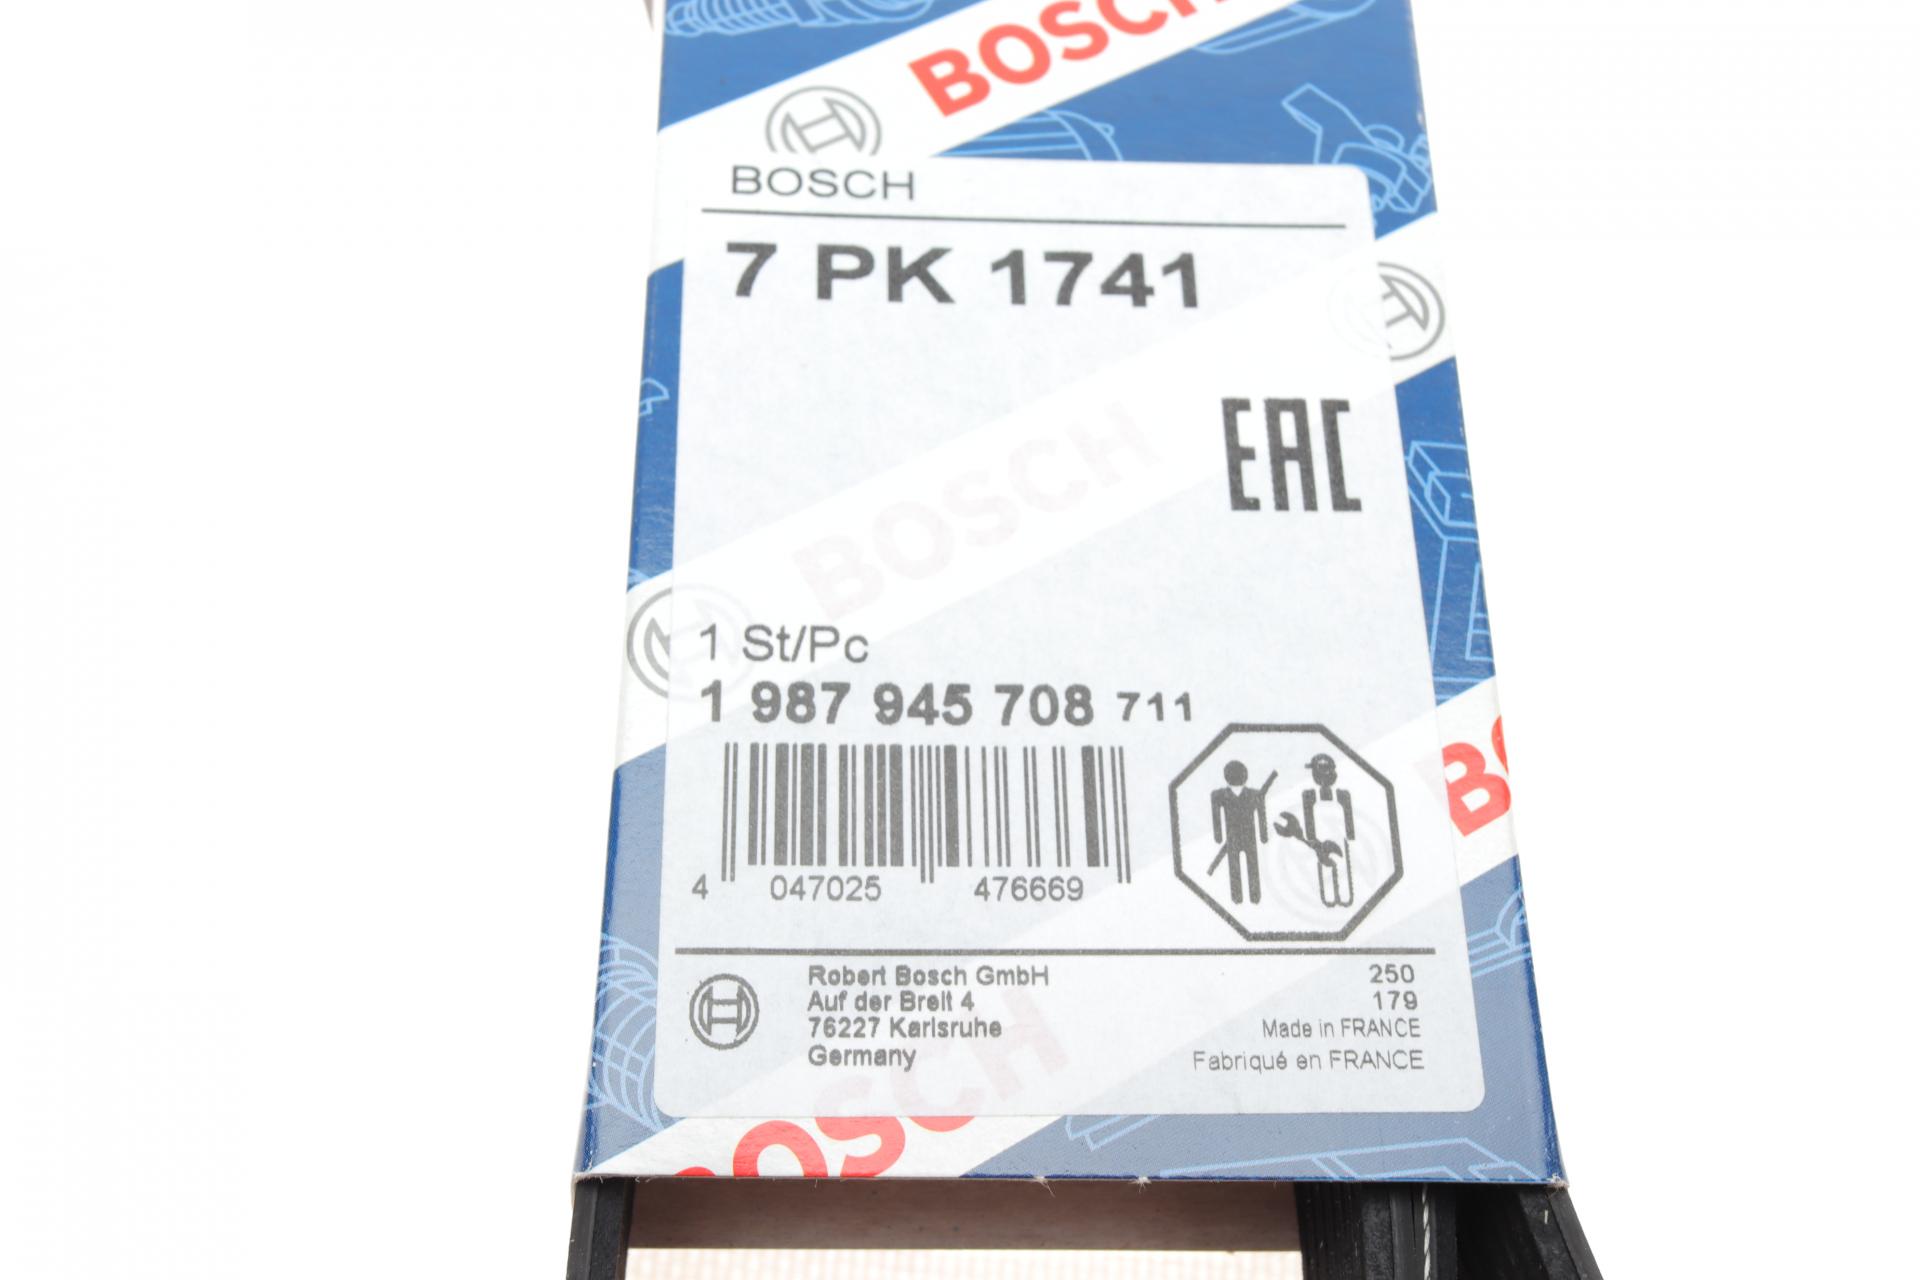 BOSCH
BOSCH
7 PK 1741
EAC
BOSCH
1 St/Pc
1 987 945 708 711
4 047025 476669
Robert Bosch GmbH
Auf der Breit 4
76227 Karlsruhe
Germany
250
179
Made in FRANCE
Fabriqué en FRANCE
BOSCH